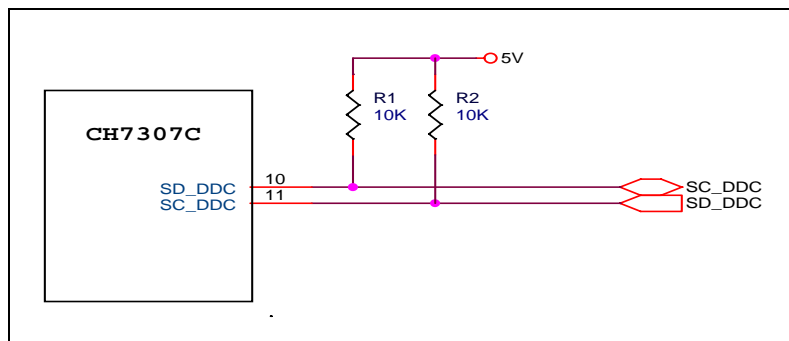 5V
R1 R2
10K 10K
CH7307C
10
SD_DDC SC_DDC
11
SC_DDC SD_DDC